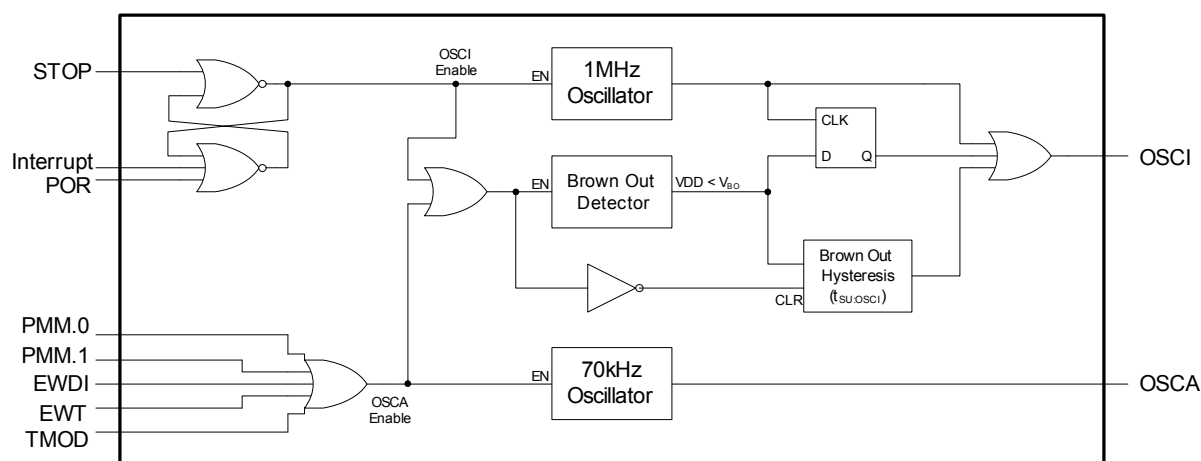 STOP
Interrupt
POR
OSCI
Enable
EN
1MHz
Oscillator
CLK
D
Q
OSCI
EN
Brown Out
Detector
VDD < VBO
Brown Out
Hysteresis
(tSU:OSCI)
CLR
PMM.0
PMM.1
EWDI
EWT
TMOD
OSCA
Enable
EN
70kHz
Oscillator
OSCA